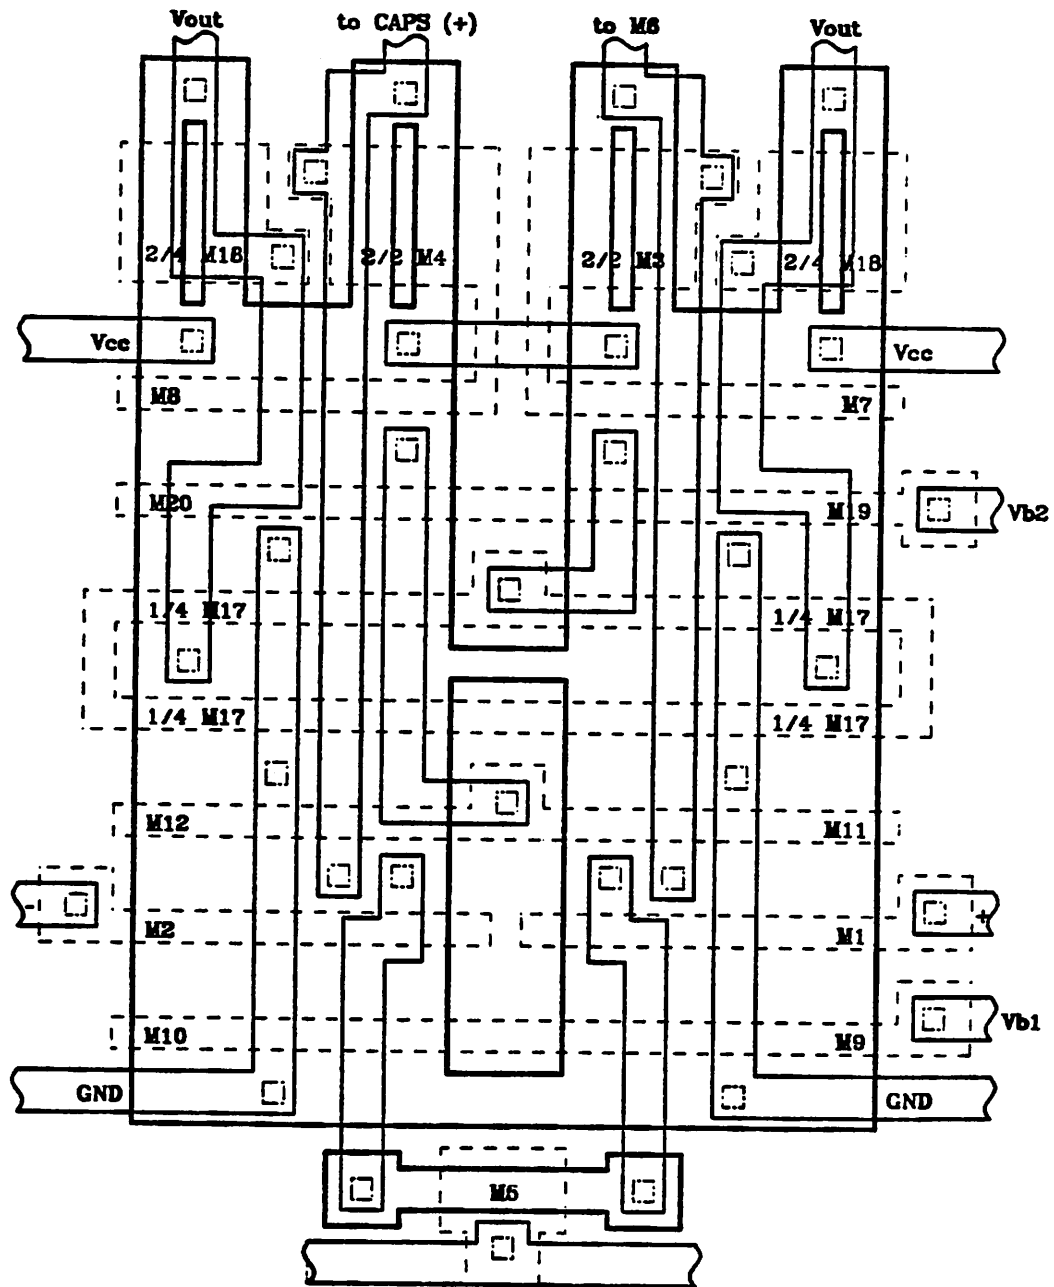 Vout to CAPS (+) to M6 Vout
2/4 M18 2/2 M4 2/2 M3 2/4 M18
Vcc Vcc
M8 M7
M20 M19 Vb2
1/4 M17 1/4 M17
1/4 M17 1/4 M17
M12 M11
- +
M2 M1
M10 M9 Vb1
GND GND
M5